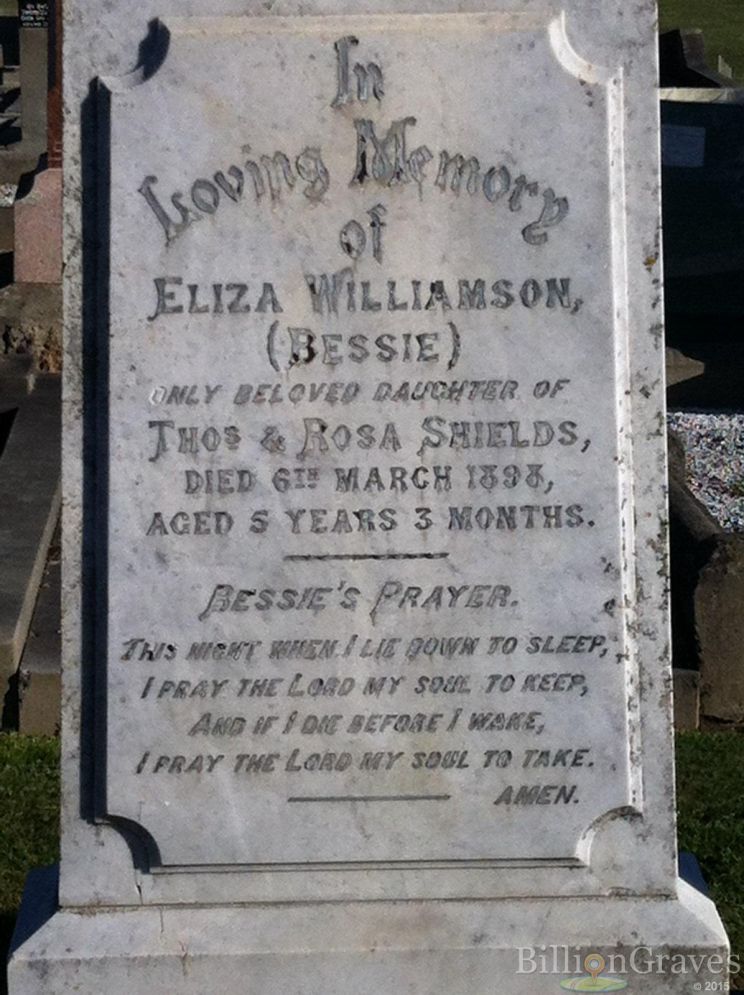 In
Loving Memory
of
ELIZA WILLIAMSON,
(BESSIE)
ONLY BELOVED DAUGHTER OF
THOS & ROSA SHIELDS,
DIED 6TH MARCH 1898,
AGED 5 YEARS 3 MONTHS.
BESSIE'S PRAYER.
THIS NIGHT WHEN I LIE DOWN TO SLEEP,
I PRAY THE LORD MY SOUL TO KEEP,
AND IF I DIE BEFORE I WAKE,
I PRAY THE LORD MY SOUL TO TAKE.
AMEN.
BillionGraves
© 2015